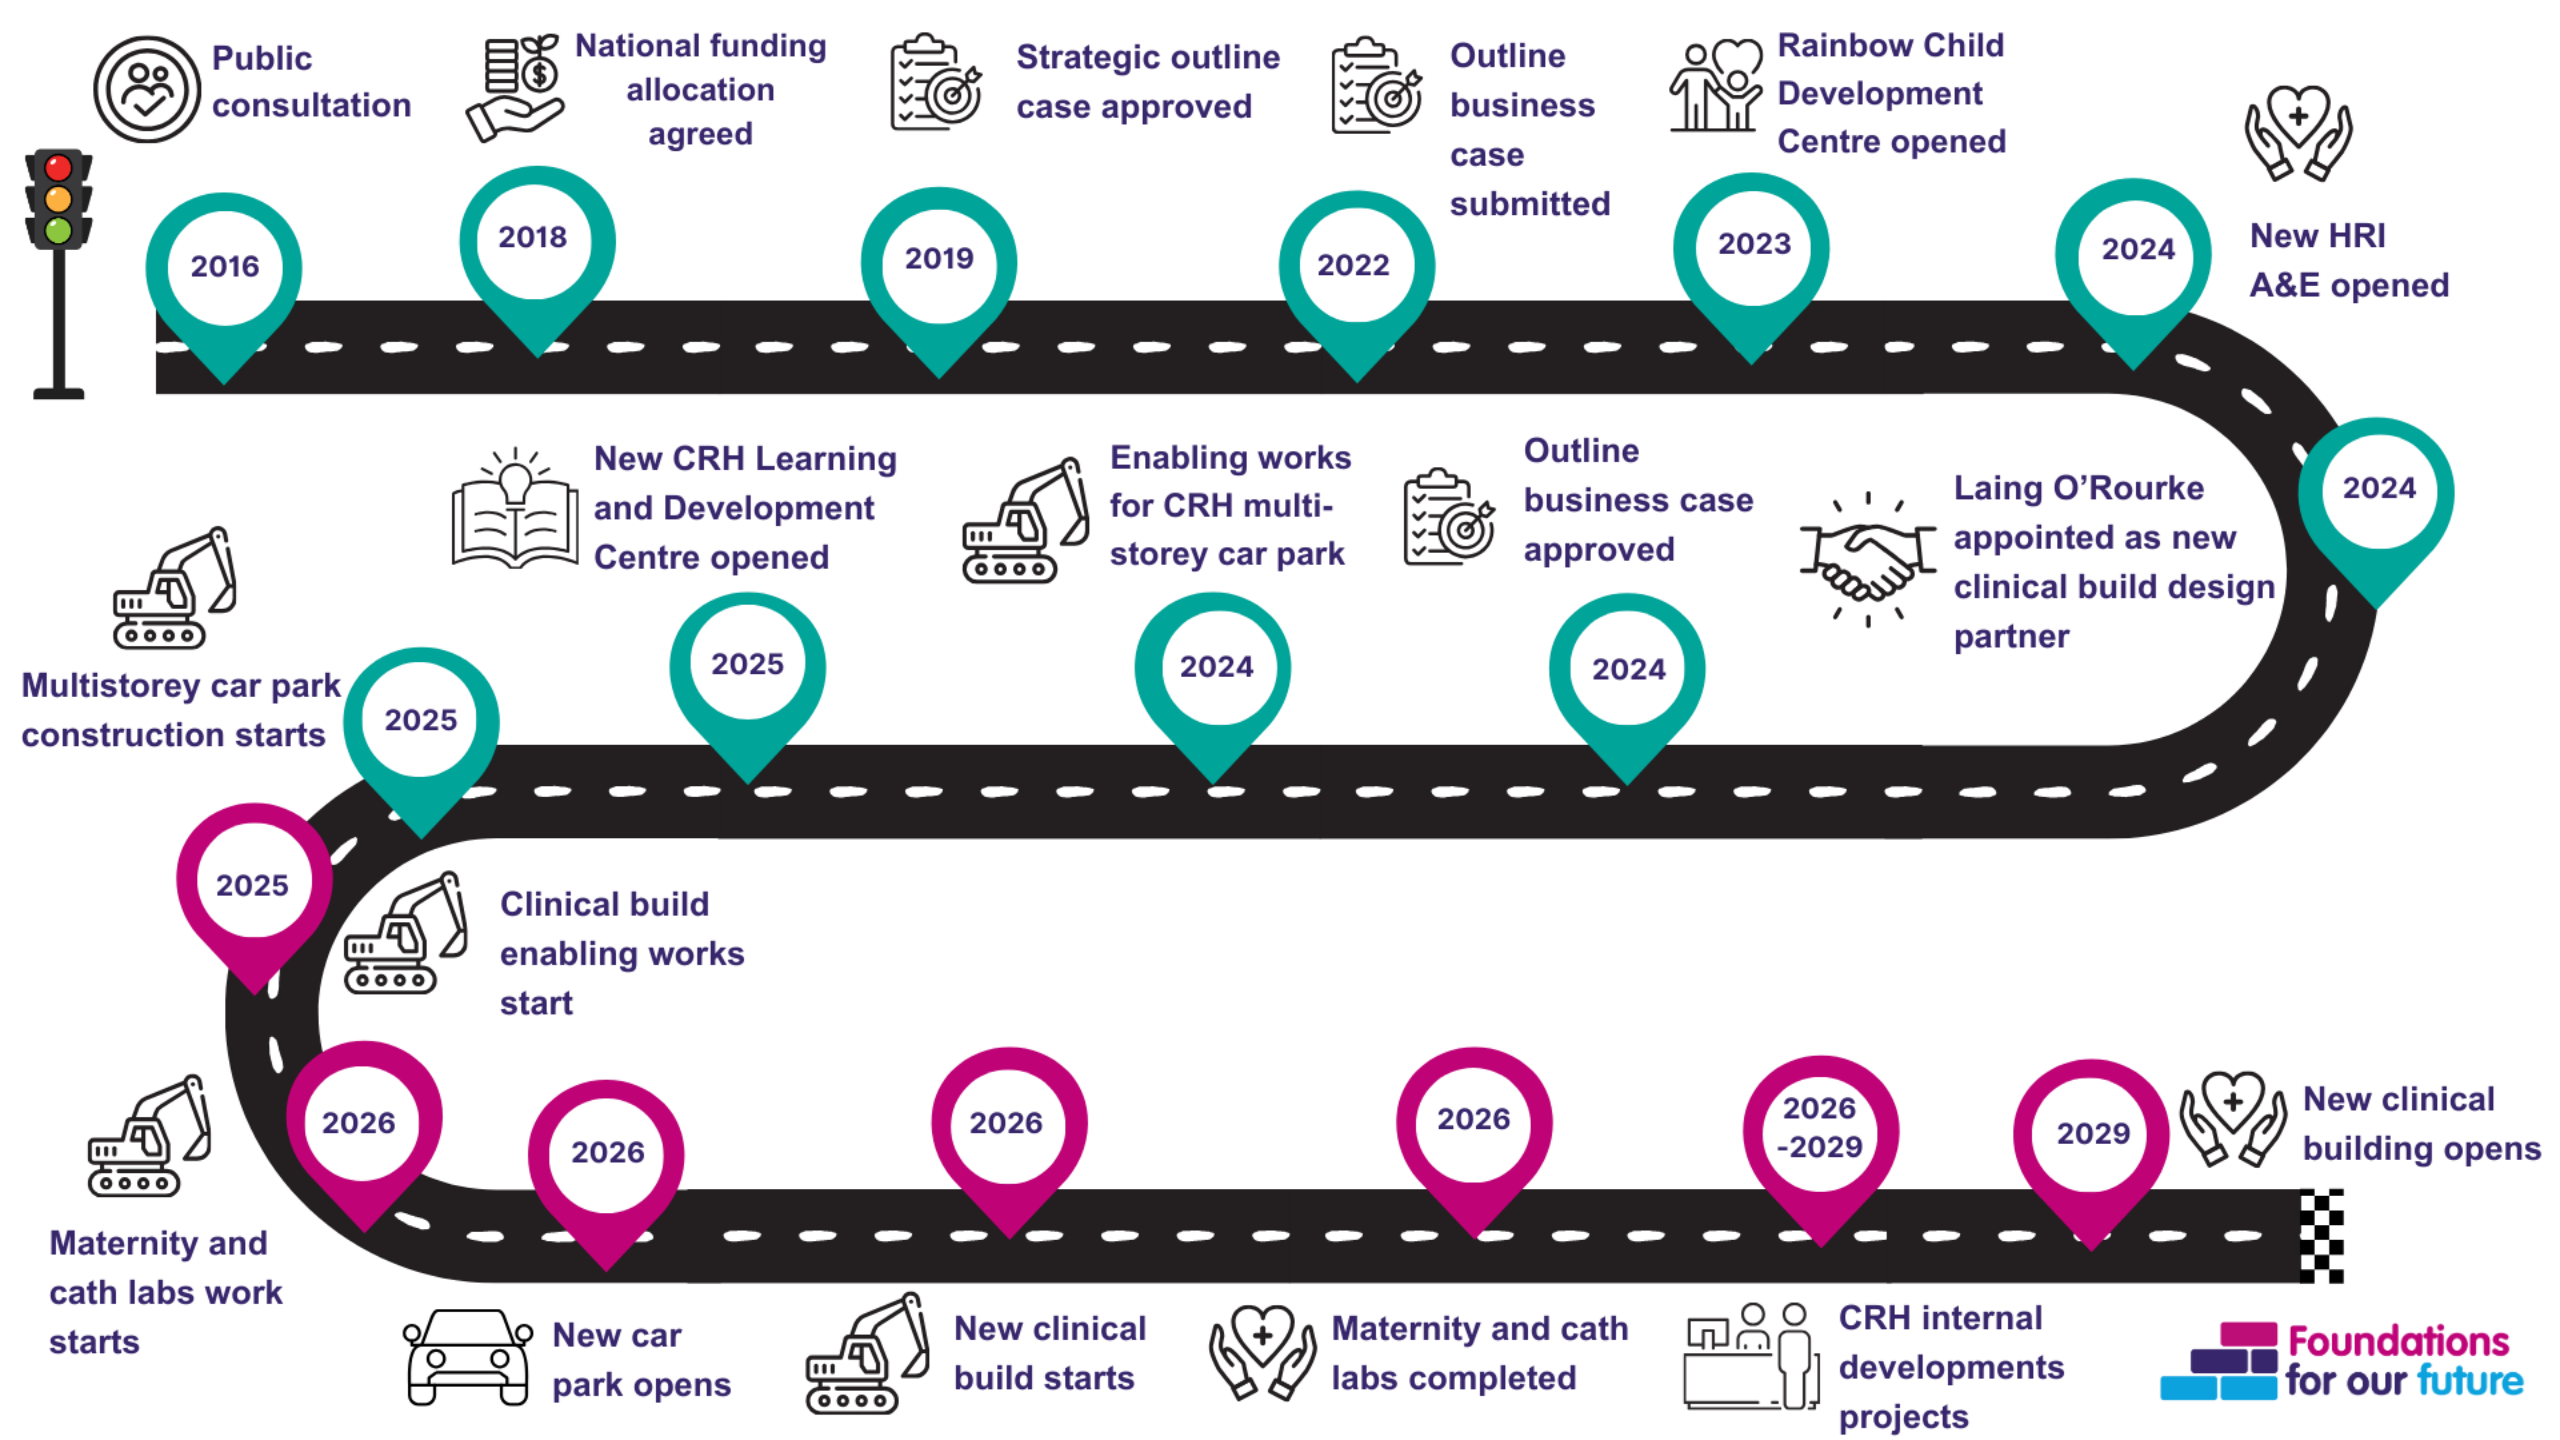 Public
consultation
2016
National funding
allocation
agreed
2018
Strategic outline
case approved
2019
Outline
business
case
submitted
2022
Rainbow Child
Development
Centre opened
2023
2024
New HRI
A&E opened
2024
Laing O’Rourke
appointed as new
clinical build design
partner
Outline
business case
approved
2024
Enabling works
for CRH multi-
storey car park
2024
New CRH Learning
and Development
Centre opened
2025
Multistorey car park
construction starts
2025
2025
Clinical build
enabling works
start
2026
Maternity and
cath labs work
starts
2026
New car
park opens
2026
New clinical
build starts
2026
Maternity and cath
labs completed
2026
-2029
CRH internal
developments
projects
2029
New clinical
building opens
Foundations
for our future